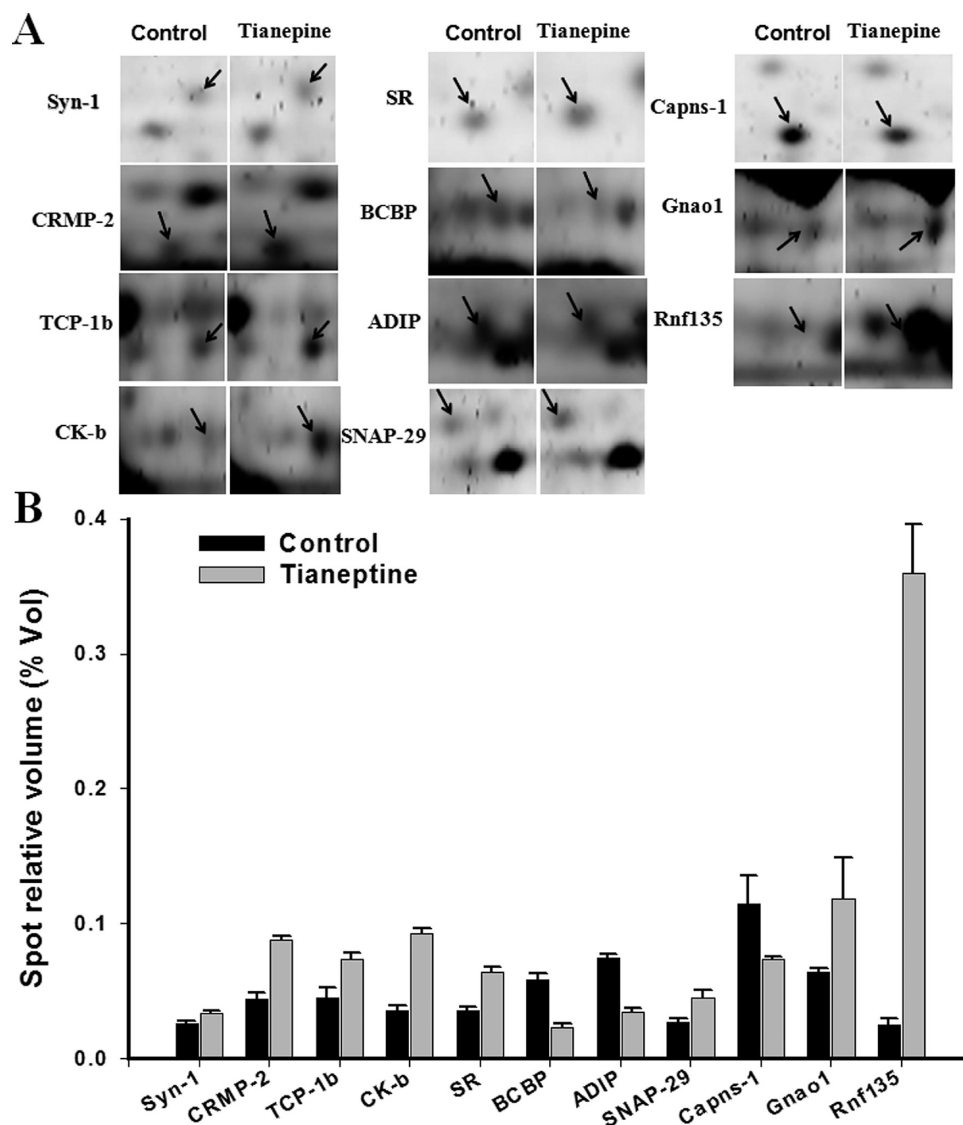 A
Control Tianepine
Syn-1
CRMP-2
TCP-1b
CK-b
Control Tianepine
SR
BCBP
ADIP
SNAP-29
Control Tianepine
Capns-1
Gnao1
Rnf135
B
Control
Tianeptine
Spot relative volume (% Vol)
0.4
0.3
0.2
0.1
0.0
Syn-1
CRMP-2
TCP-1b
CK-b
SR
BCBP
ADIP
SNAP-29
Capns-1
Gnao1
Rnf135